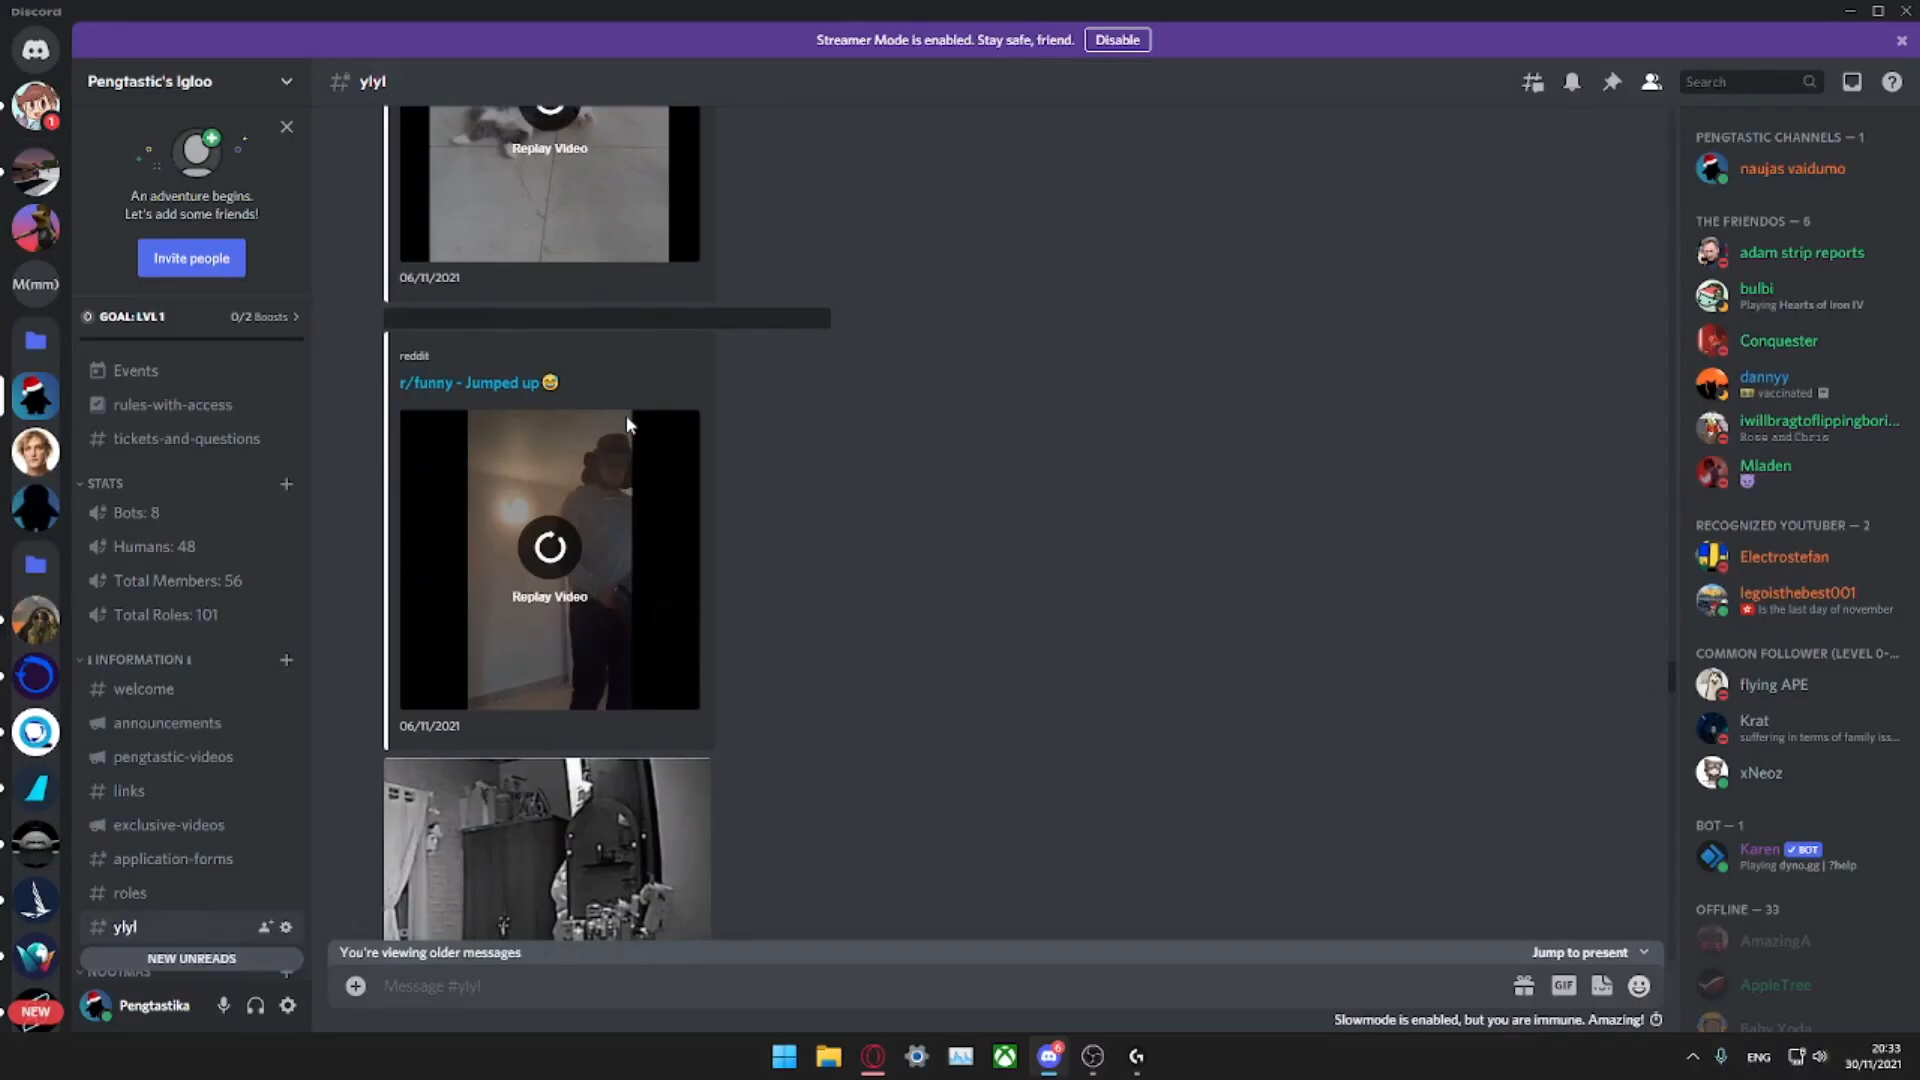 Discord
Streamer Mode is enabled. Stay safe, friend.
Disable
Pengtastic's Igloo
ylyl
Search
An adventure begins.
Let's add some friends!
Invite people
GOAL: LVL 1
0/2 Boosts
Events
rules-with-access
tickets-and-questions
STATS
Bots: 8
Humans: 48
Total Members: 56
Total Roles: 101
INFORMATION
welcome
announcements
pengtastic-videos
links
exclusive-videos
application-forms
roles
ylyl
NEW UNREADS
NOOTMAS
NEW
Pengtastika
M(mm)
1
Replay Video
06/11/2021
reddit
r/funny - Jumped up 😅
Replay Video
06/11/2021
You're viewing older messages
Jump to present
Message #ylyl
GIF
Slowmode is enabled, but you are immune. Amazing!
PENGTASTIC CHANNELS — 1
naujas vaidumo
THE FRIENDOS — 6
adam strip reports
bulbi
Playing Hearts of Iron IV
Conquester
dannyy
vaccinated
iwillbragtoflippingbori...
Rose and Chris
Mladen
RECOGNIZED YOUTUBER — 2
Electrostefan
legoisthebest001
Is the last day of november
COMMON FOLLOWER (LEVEL 0-...
flying APE
Krat
suffering in terms of family iss...
xNeoz
BOT — 1
Karen
BOT
Playing dyno.gg | ?help
OFFLINE — 33
AmazingA
AppleTree
Baby Yoda
6
ENG
20:33
30/11/2021